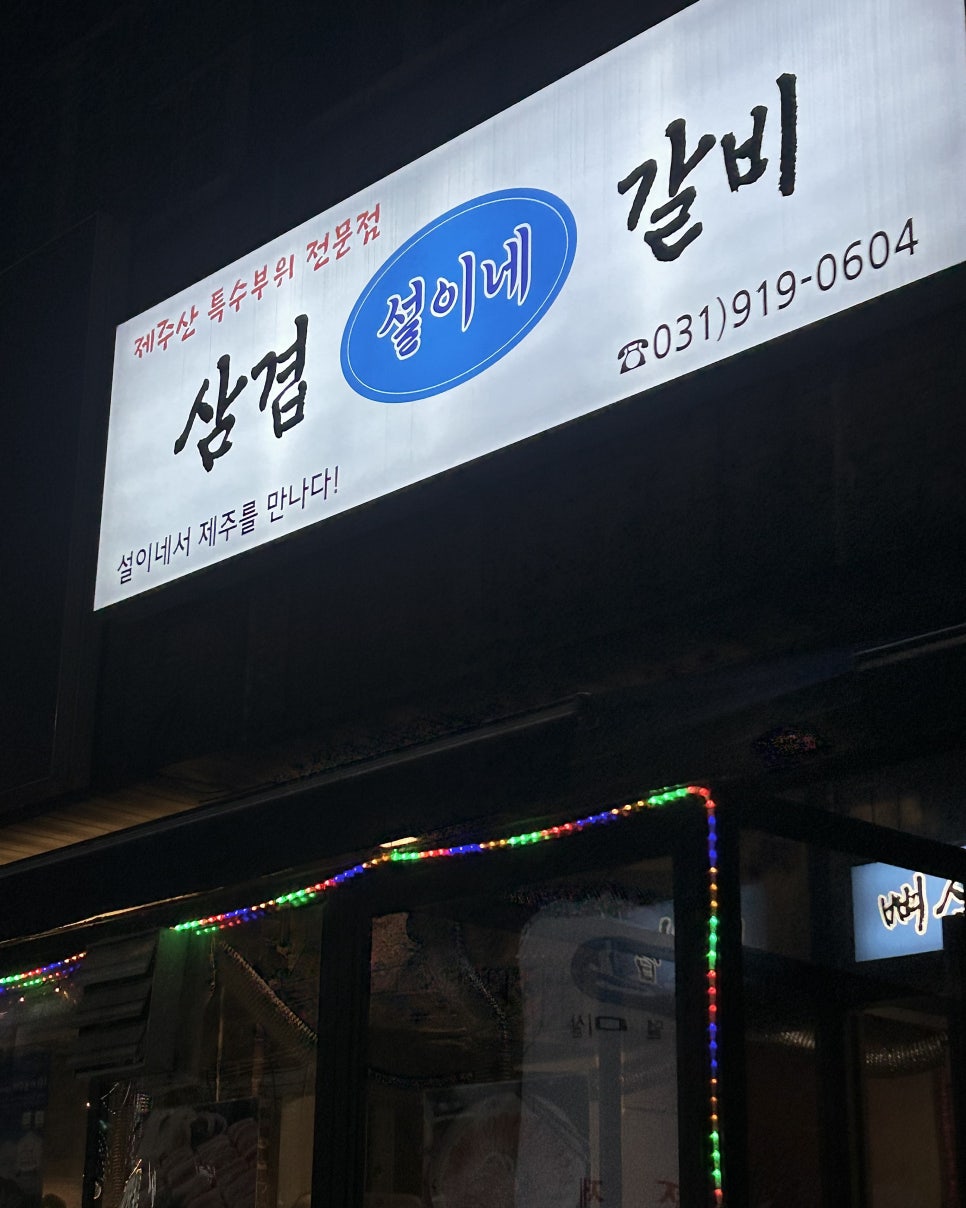 제주산 특수부위 전문점
삼겹 설이네 갈비
☎031)919-0604
설이네서 제주를 만나다!
뼈